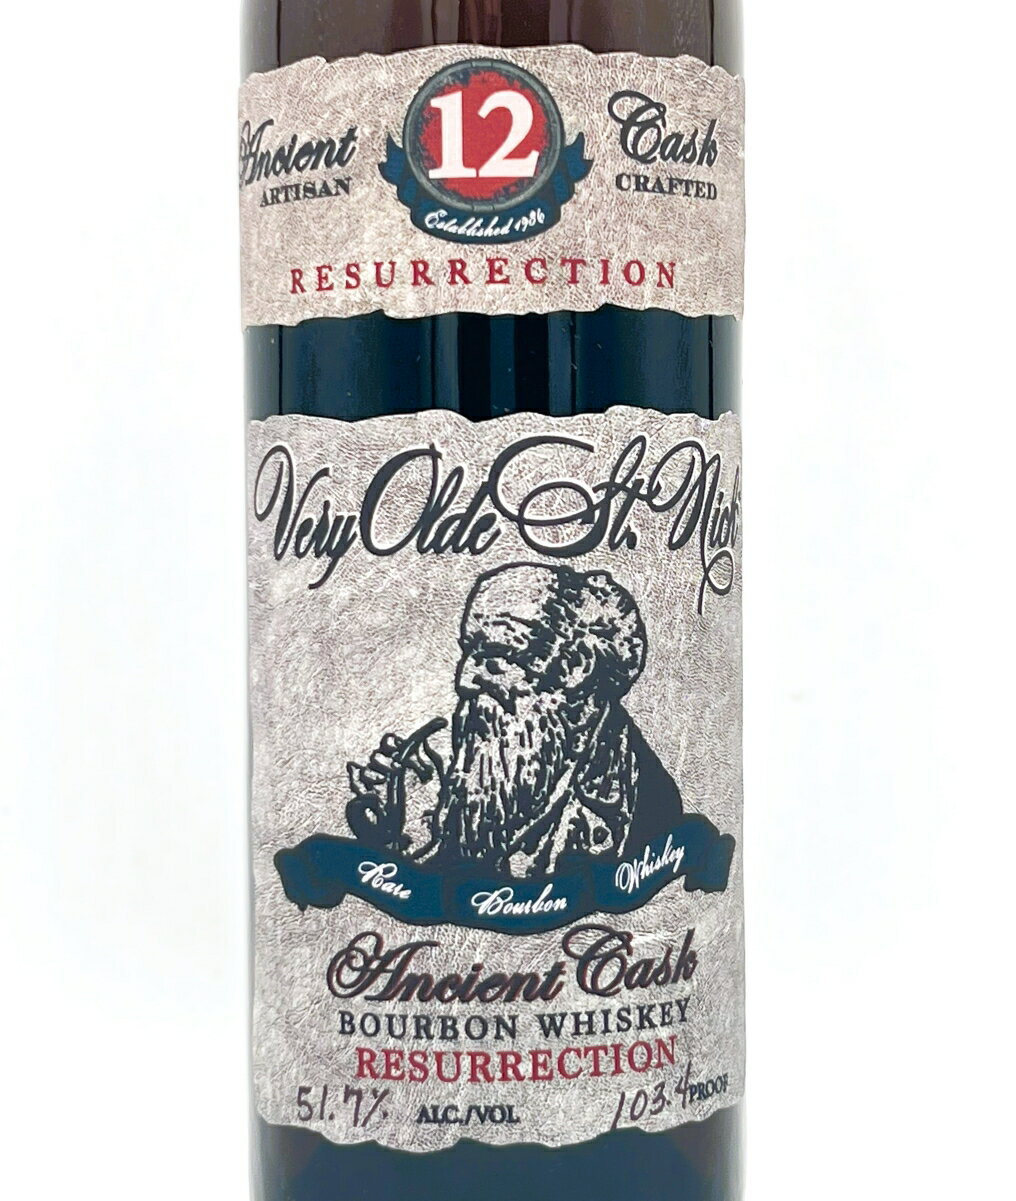 12
Ancient Cask
ARTISAN CRAFTED
Established 1986
RESURRECTION
Very Olde St. Nick
Rare Bourbon Whiskey
Ancient Cask
BOURBON WHISKEY
RESURRECTION
51.7% ALC./VOL 103.4 PROOF